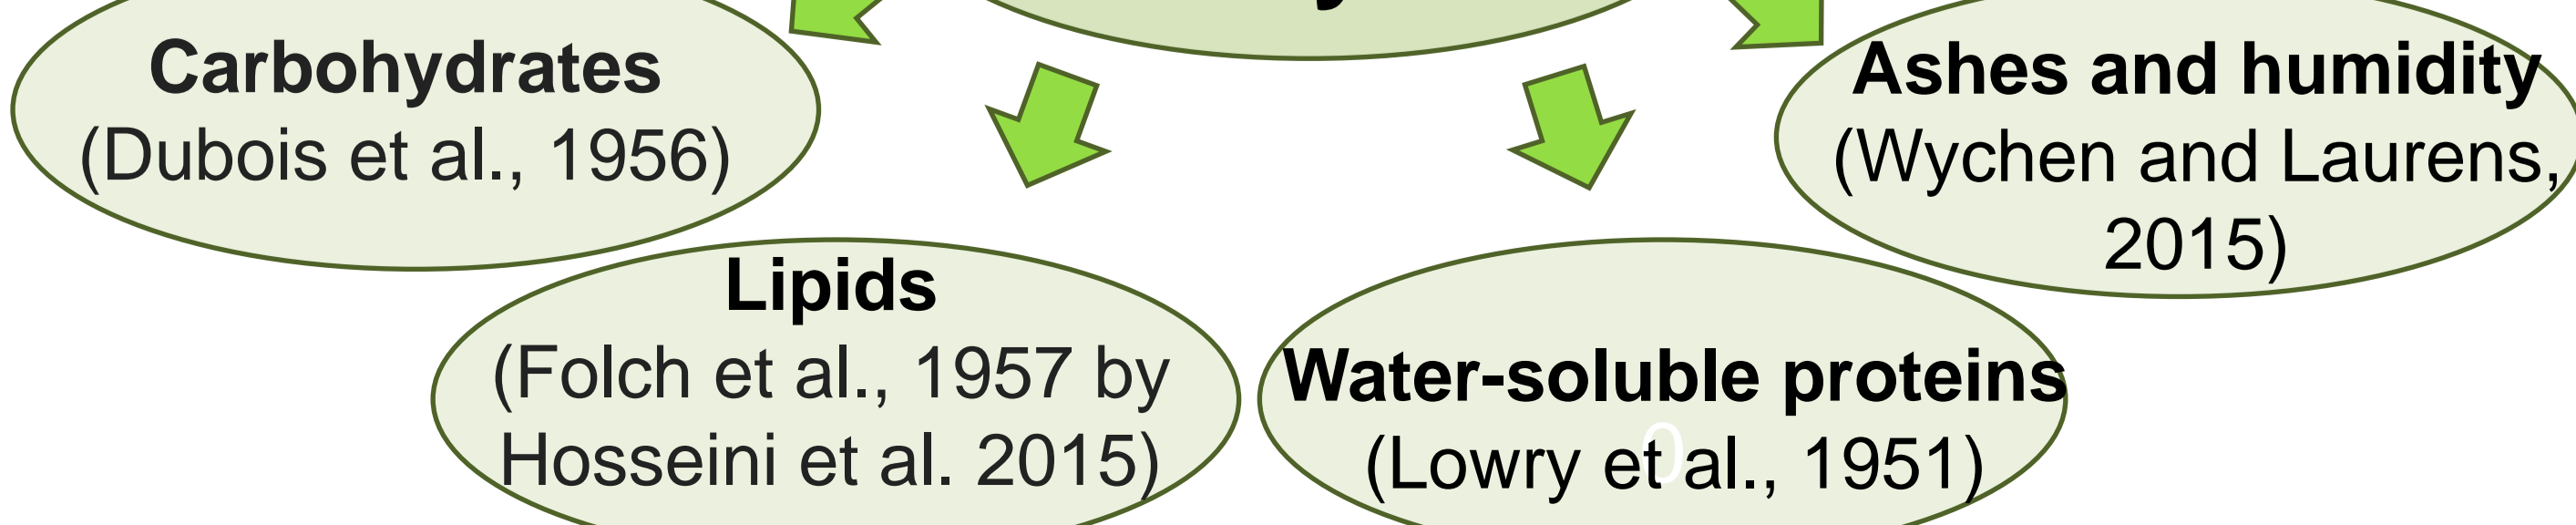 Carbohydrates
(Dubois et al., 1956)
Ashes and humidity
(Wychen and Laurens,
2015)
Lipids
(Folch et al., 1957 by
Hosseini et al. 2015)
Water-soluble proteins
(Lowry et al., 1951)
0